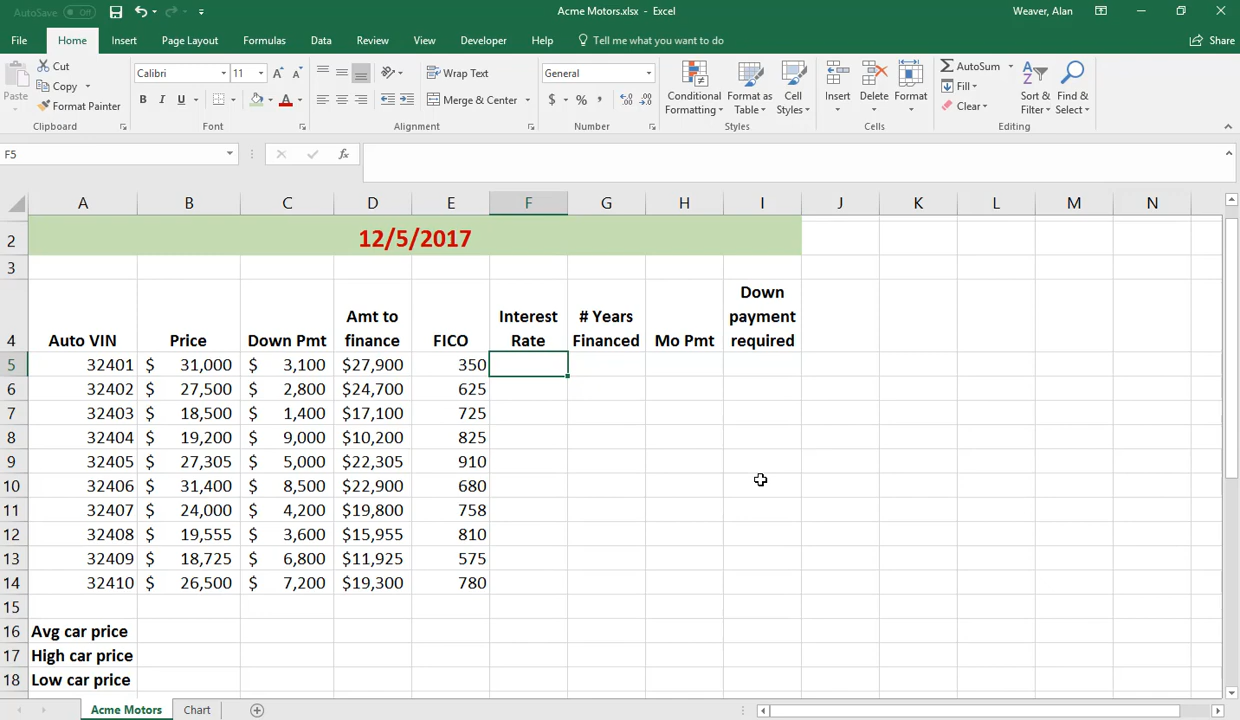 AutoSave Off Acme Motors.xlsx - Excel Weaver, Alan
File Home Insert Page Layout Formulas Data Review View Developer Help Tell me what you want to do Share
Paste Cut Copy Format Painter
Calibri 11 A A
B I U A
Wrap Text
Merge & Center
General
$ % ,
Conditional Formatting Format as Table Cell Styles
Insert Delete Format
AutoSum Fill Clear
Sort & Filter Find & Select
Clipboard Font Alignment Number Styles Cells Editing
F5 fx
A B C D E F G H I J K L M N
2 12/5/2017
3
4 Auto VIN Price Down Pmt Amt to finance FICO Interest Rate # Years Financed Mo Pmt Down payment required
5 32401 $ 31,000 $ 3,100 $27,900 350
6 32402 $ 27,500 $ 2,800 $24,700 625
7 32403 $ 18,500 $ 1,400 $17,100 725
8 32404 $ 19,200 $ 9,000 $10,200 825
9 32405 $ 27,305 $ 5,000 $22,305 910
10 32406 $ 31,400 $ 8,500 $22,900 680
11 32407 $ 24,000 $ 4,200 $19,800 758
12 32408 $ 19,555 $ 3,600 $15,955 810
13 32409 $ 18,725 $ 6,800 $11,925 575
14 32410 $ 26,500 $ 7,200 $19,300 780
15
16 Avg car price
17 High car price
18 Low car price
Acme Motors Chart